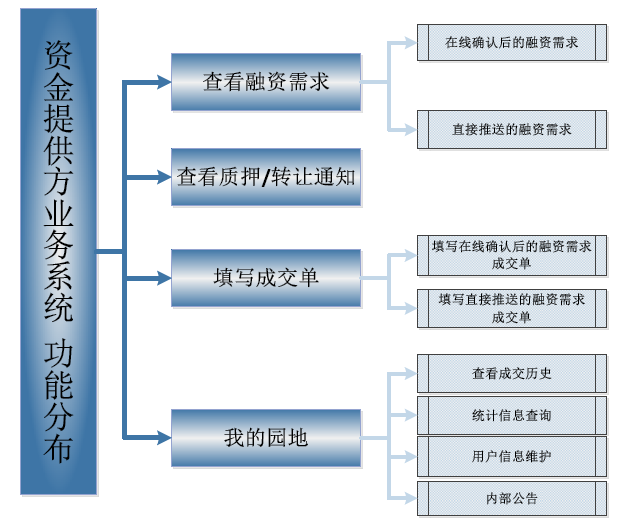 资金提供方业务系统 功能分布
查看融资需求
在线确认后的融资需求
直接推送的融资需求
查看质押/转让通知
填写成交单
填写在线确认后的融资需求
成交单
填写直接推送的融资需求
成交单
我的园地
查看成交历史
统计信息查询
用户信息维护
内部公告